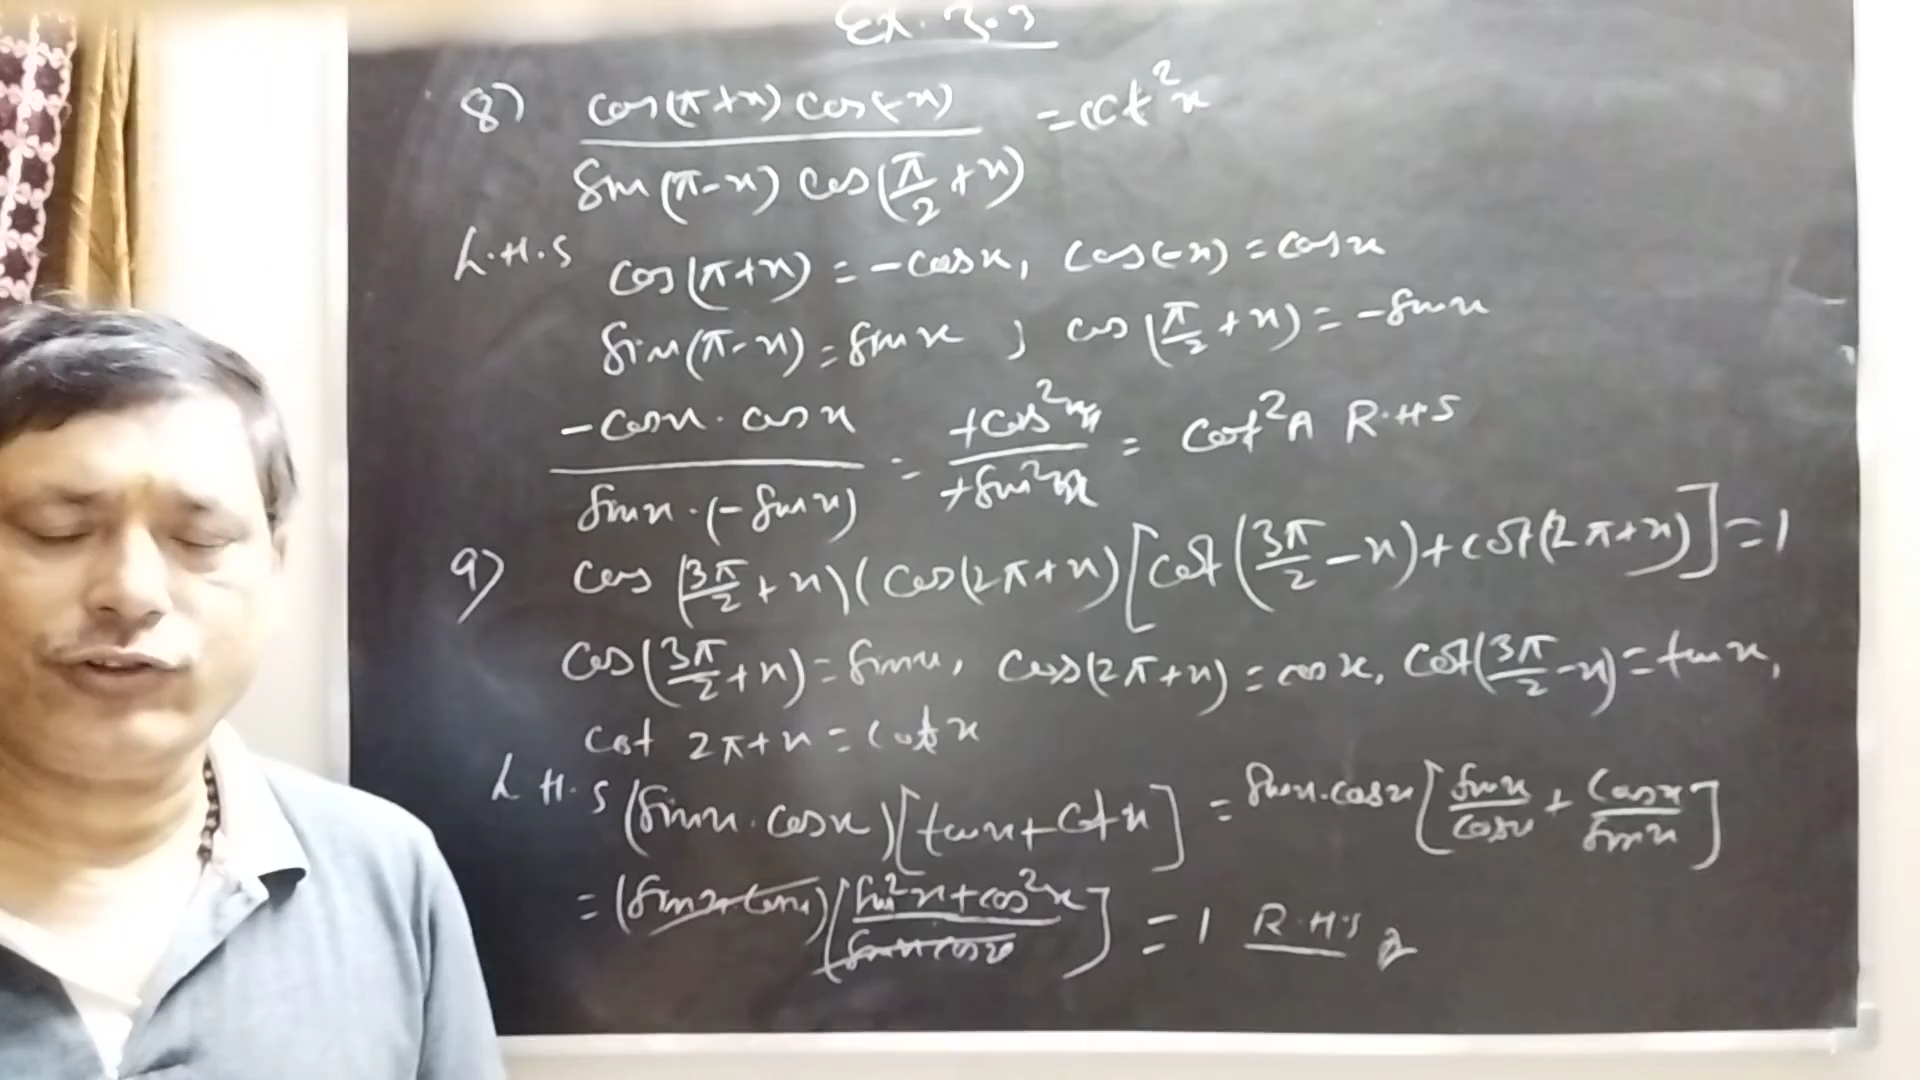 Ex. 3.3
8) cos(π+x) cos(-x) / sin(π-x) cos(π/2+x) = cot²x
L.H.S cos(π+x) = -cosx, cos(-x) = cosx
sin(π-x) = sinx ; cos(π/2+x) = -sinx
-cosx. cosx / sinx.(-sinx) = +cos²x / +sin²x = cot²A R.H.S
9) cos(3π/2+x)(cos(2π+x)[cot(3π/2-x)+cot(2π+x)] = 1
cos(3π/2+x) = sinx, cos(2π+x) = cosx, cot(3π/2-x) = tanx,
cot 2π+x = cotx
L.H.S (sinx.cosx)[tanx+cotx] = sinx.cosx[sinx/cosx + cosx/sinx]
= (sinx.cosx)[sin²x+cos²x / sinxcosx] = 1 R.H.S